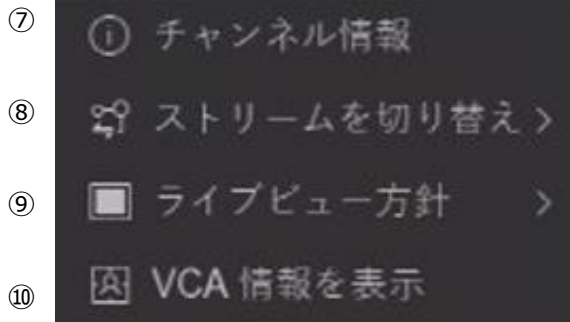 ⑦ チャンネル情報
⑧ ストリームを切り替え >
⑨ ライブビュー方針 >
⑩ VCA 情報を表示